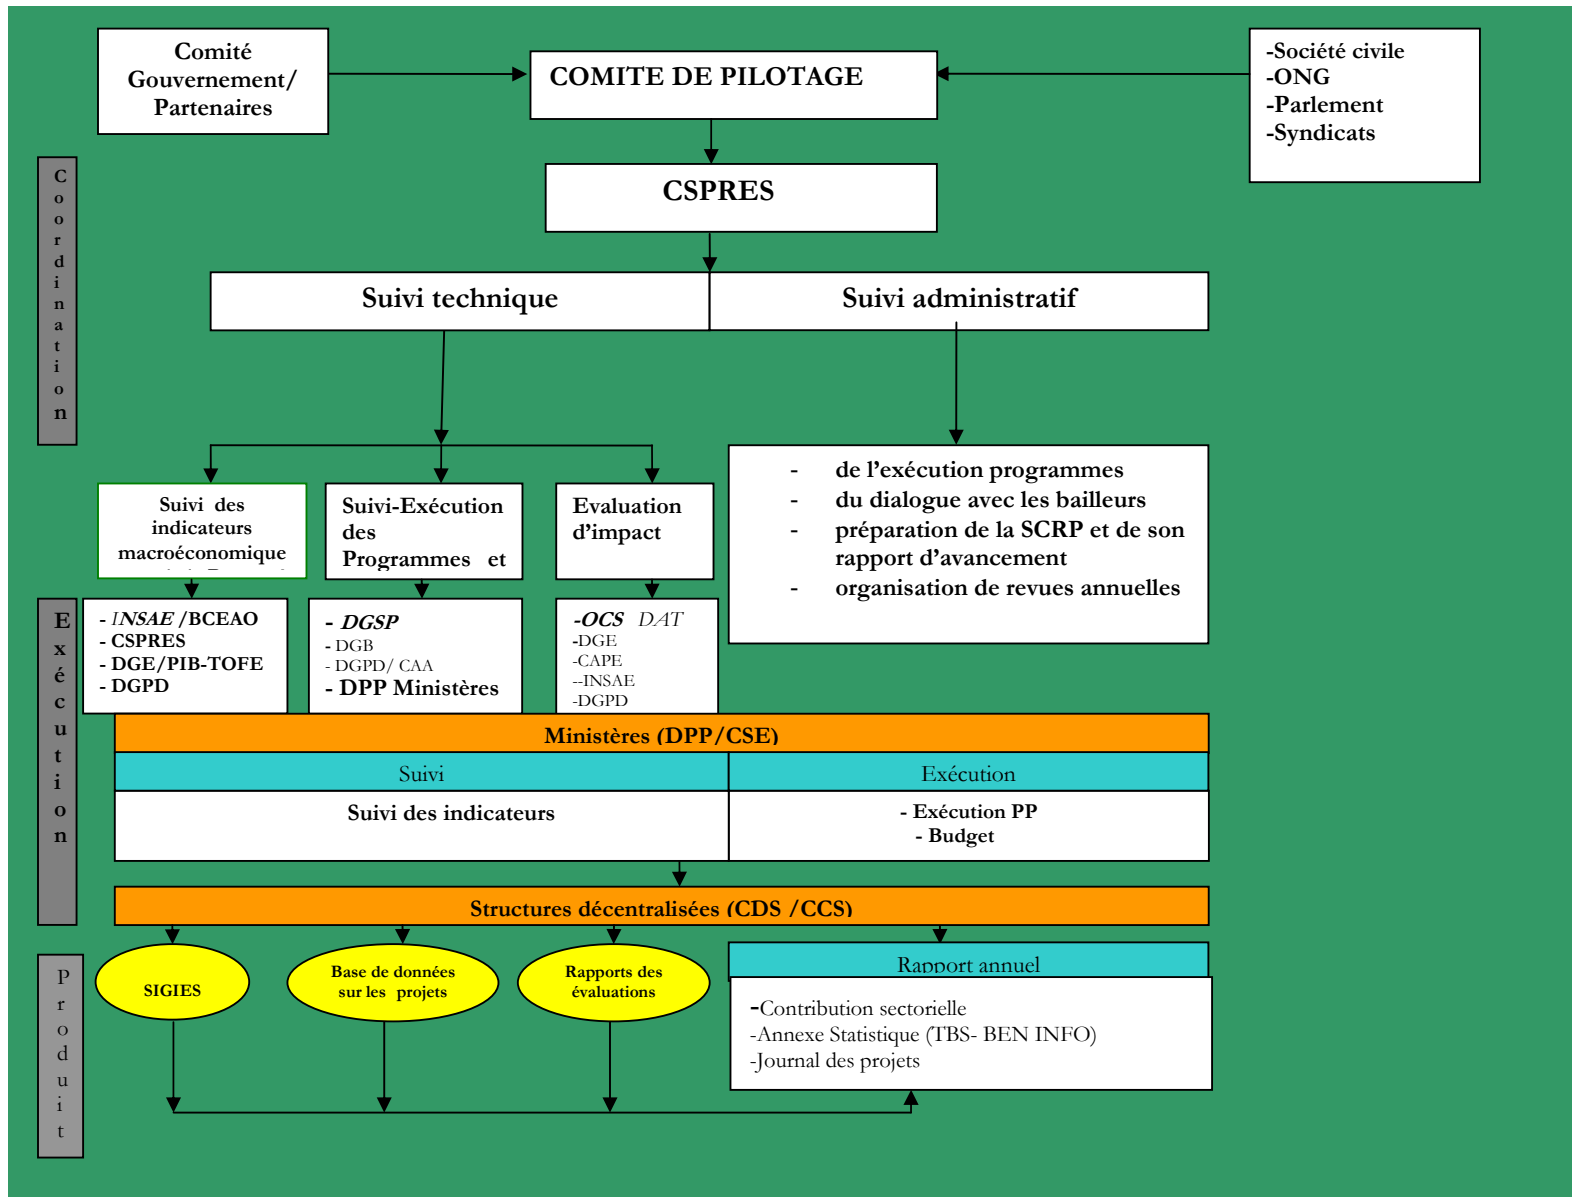 Comité
Gouvernement/
Partenaires
COMITE DE PILOTAGE
-Société civile
-ONG
-Parlement
-Syndicats
CSPRES
Coordination
Suivi technique
Suivi administratif
Suivi des
indicateurs
macroéconomique
Suivi-Exécution
des
Programmes et
Evaluation
d’impact
- de l’exécution programmes
- du dialogue avec les bailleurs
- préparation de la SCRP et de son
rapport d’avancement
- organisation de revues annuelles
Exécution
- INSAE /BCEAO
- CSPRES
- DGE/PIB-TOFE
- DGPD
- DGSP
- DGB
- DGPD/ CAA
- DPP Ministères
-OCS DAT
-DGE
-CAPE
--INSAE
-DGPD
Ministères (DPP/CSE)
Suivi
Exécution
Suivi des indicateurs
- Exécution PP
- Budget
Structures décentralisées (CDS /CCS)
Produit
SIGIES
Base de données
sur les projets
Rapports des
évaluations
Rapport annuel
-Contribution sectorielle
-Annexe Statistique (TBS- BEN INFO)
-Journal des projets